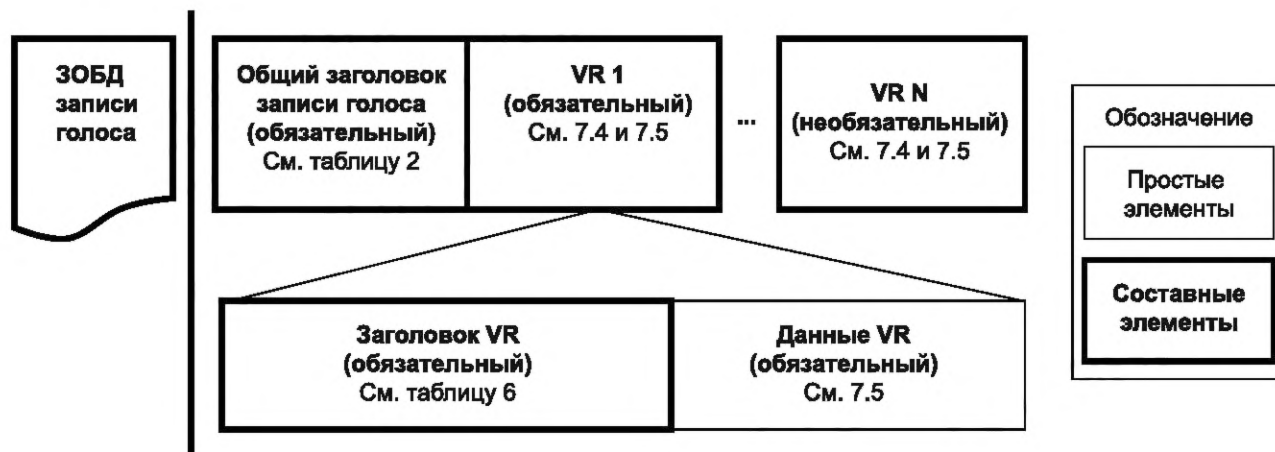 ЗОБД
записи
голоса
Общий заголовок
записи голоса
(обязательный)
См. таблицу 2
VR 1
(обязательный)
См. 7.4 и 7.5
...
VR N
(необязательный)
См. 7.4 и 7.5
Заголовок VR
(обязательный)
См. таблицу 6
Данные VR
(обязательный)
См. 7.5
Обозначение
Простые
элементы
Составные
элементы